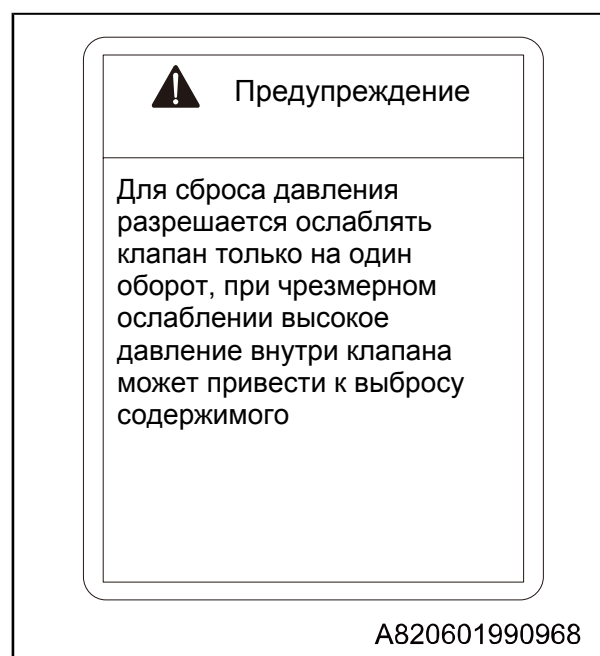 Предупреждение
Для сброса давления
разрешается ослаблять
клапан только на один
оборот, при чрезмерном
ослаблении высокое
давление внутри клапана
может привести к выбросу
содержимого
A820601990968